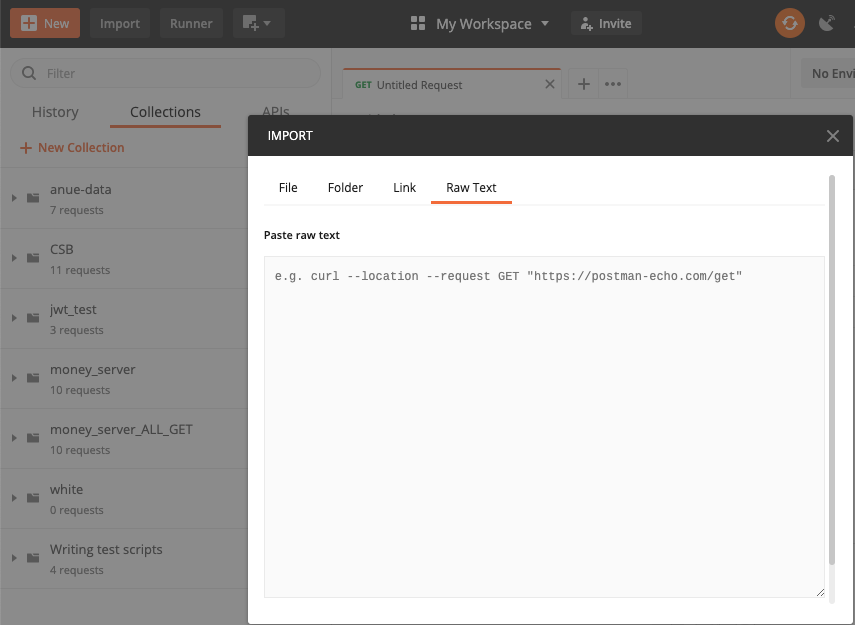 New Import Runner My Workspace Invite
Filter
GET Untitled Request
No Envi
History Collections APIs
New Collection
IMPORT
File Folder Link Raw Text
Paste raw text
e.g. curl --location --request GET "https://postman-echo.com/get"
anue-data
7 requests
CSB
11 requests
jwt_test
3 requests
money_server
10 requests
money_server_ALL_GET
10 requests
white
0 requests
Writing test scripts
4 requests